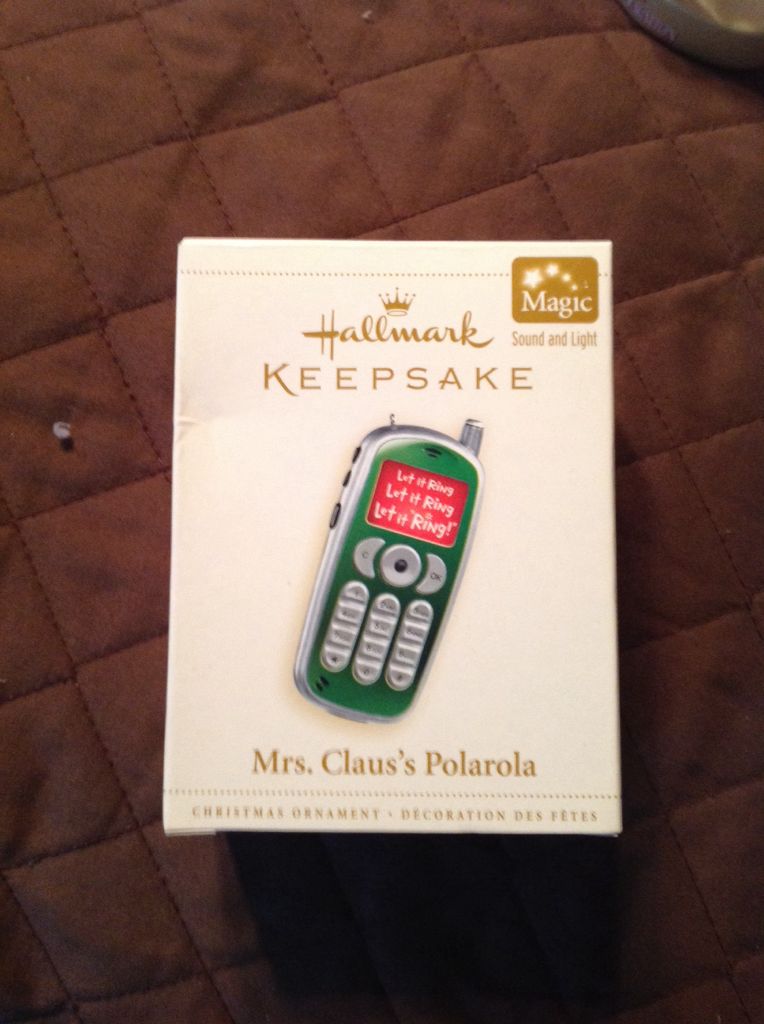 Magic
Sound and Light
Hallmark
KEEPSAKE
Let it Ring
Let it Ring
Let it "Ring!"
C
OK
Mrs. Claus's Polarola
CHRISTMAS ORNAMENT • DÉCORATION DES FÊTES